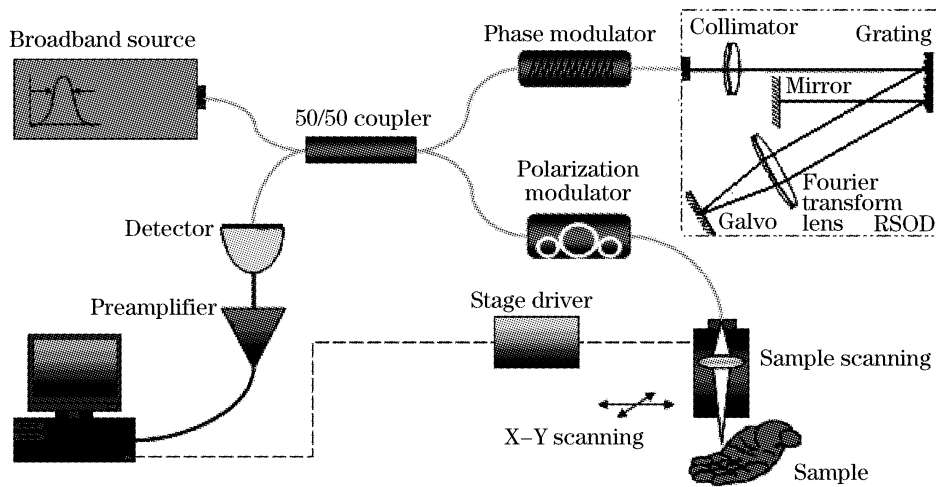 Broadband source
50/50 coupler
Phase modulator
Collimator
Grating
Mirror
Fourier
transform
lens
Galvo
RSOD
Polarization
modulator
Detector
Preamplifier
Stage driver
Sample scanning
X–Y scanning
Sample